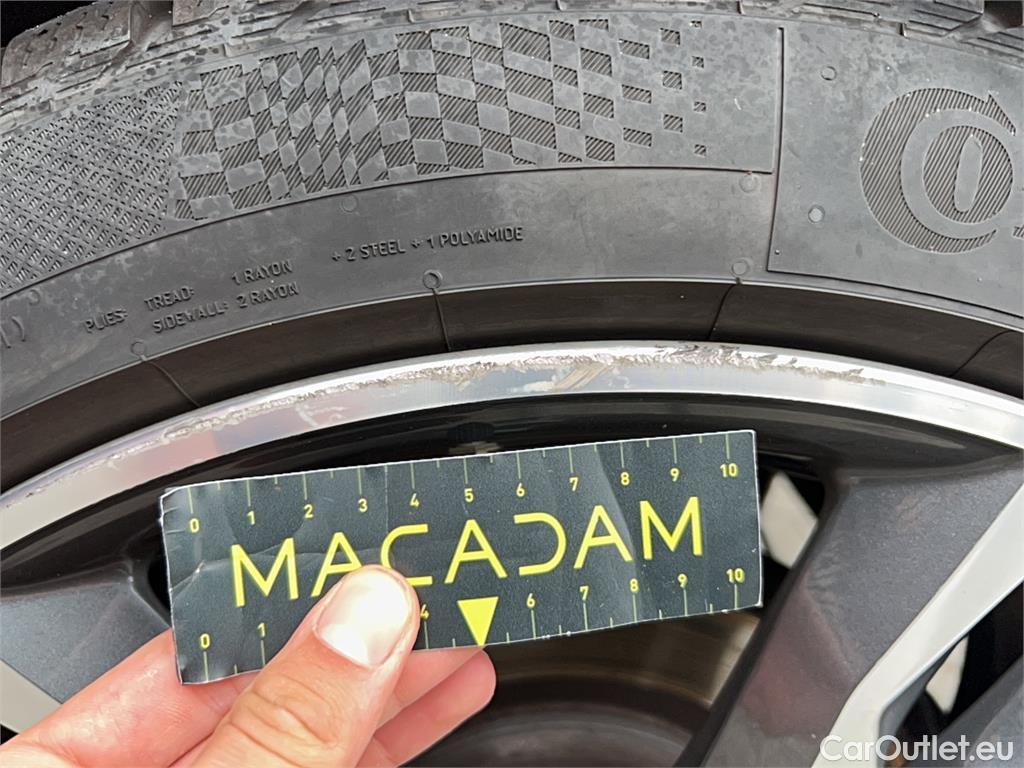 PLIES: TREAD: 1 RAYON + 2 STEEL + 1 POLYAMIDE
SIDEWALL: 2 RAYON
0 1 2 3 4 5 6 7 8 9 10
MACADAM
0 1 4 6 7 8 9 10
CarOutlet.eu